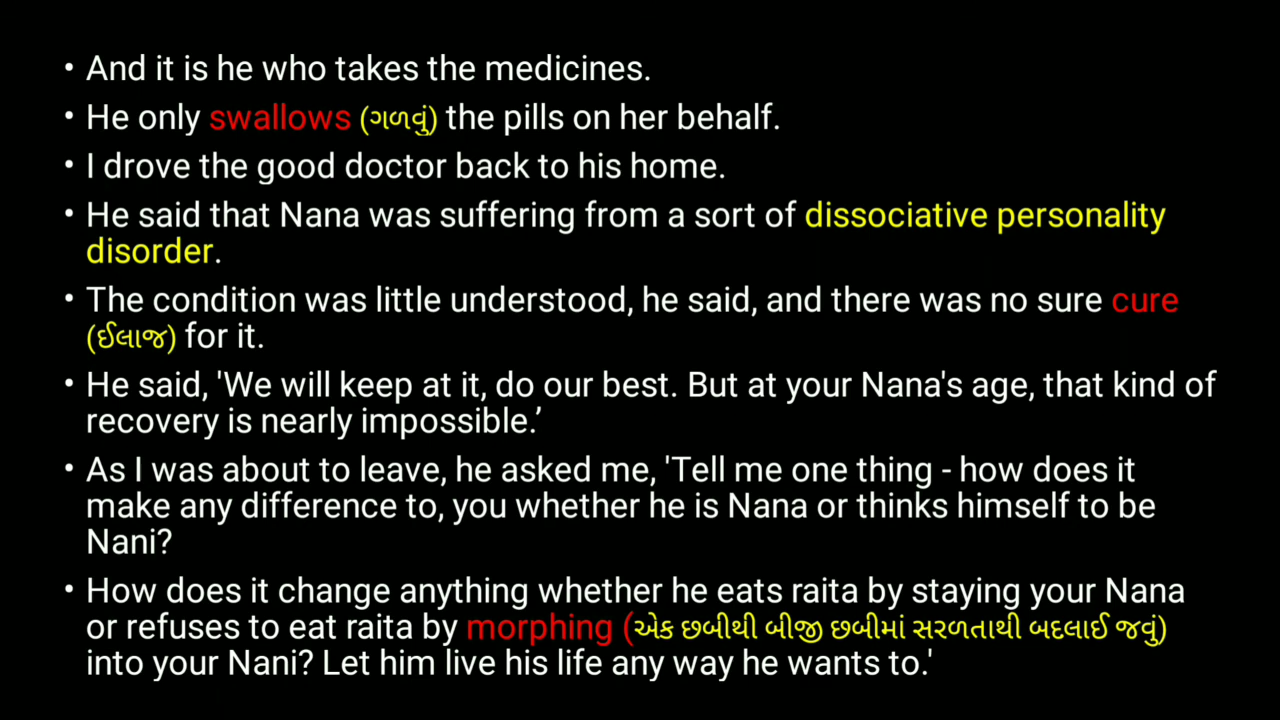 • And it is he who takes the medicines.
• He only swallows (ગળવું) the pills on her behalf.
• I drove the good doctor back to his home.
• He said that Nana was suffering from a sort of dissociative personality
disorder.
• The condition was little understood, he said, and there was no sure cure
(ઈલાજ) for it.
• He said, 'We will keep at it, do our best. But at your Nana's age, that kind of
recovery is nearly impossible.’
• As I was about to leave, he asked me, 'Tell me one thing - how does it
make any difference to, you whether he is Nana or thinks himself to be
Nani?
• How does it change anything whether he eats raita by staying your Nana
or refuses to eat raita by morphing (એક છબીથી બીજી છબીમાં સરળતાથી બદલાઈ જવું)
into your Nani? Let him live his life any way he wants to.'